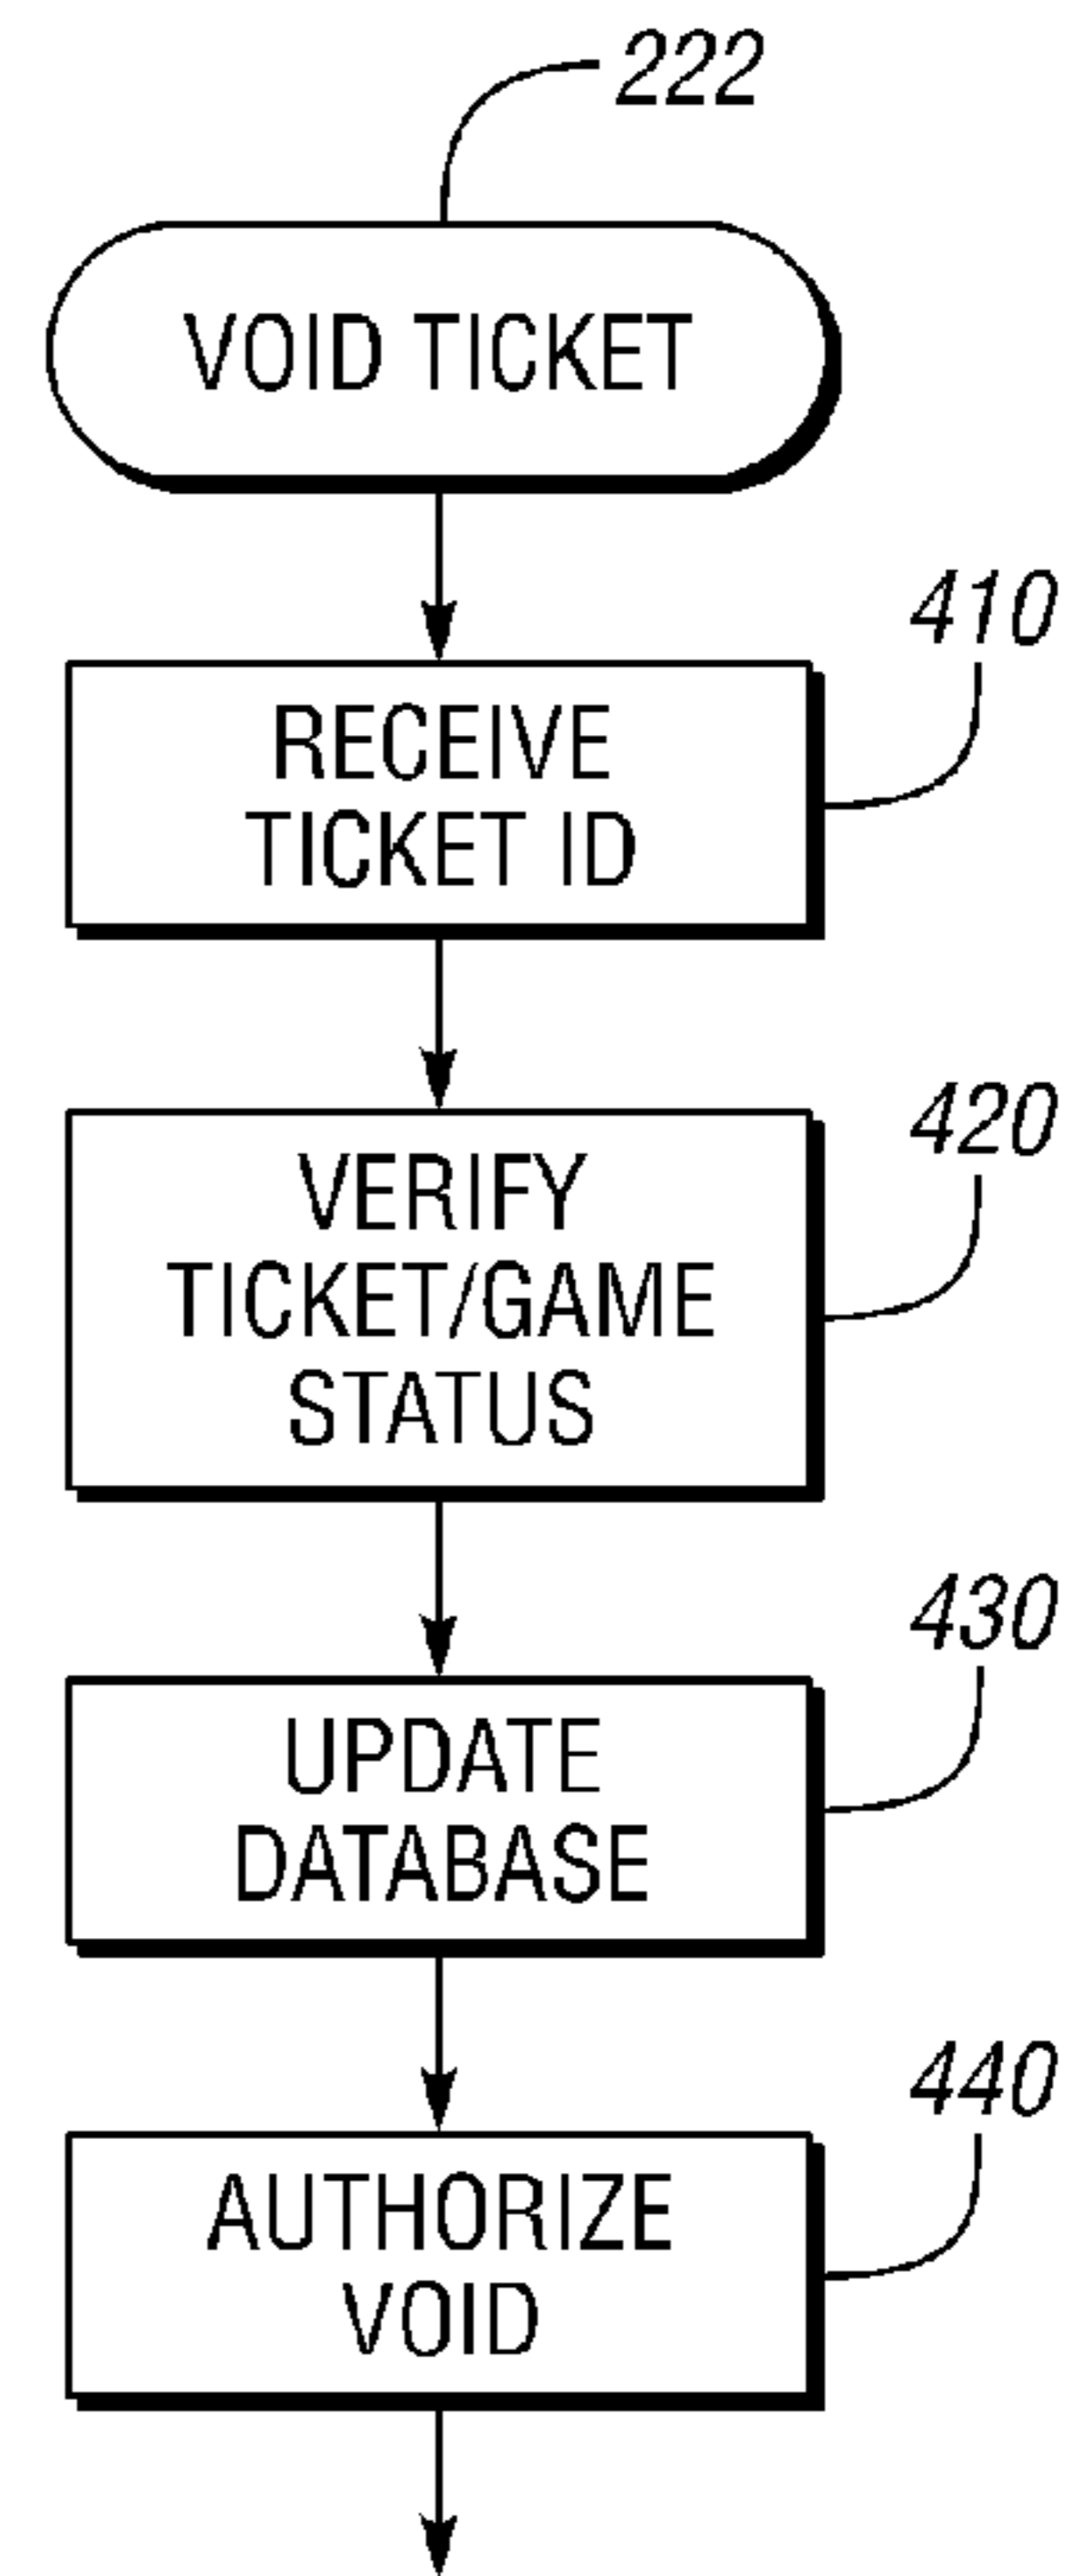 222
VOID TICKET
410
RECEIVE
TICKET ID
420
VERIFY
TICKET/GAME
STATUS
430
UPDATE
DATABASE
440
AUTHORIZE
VOID